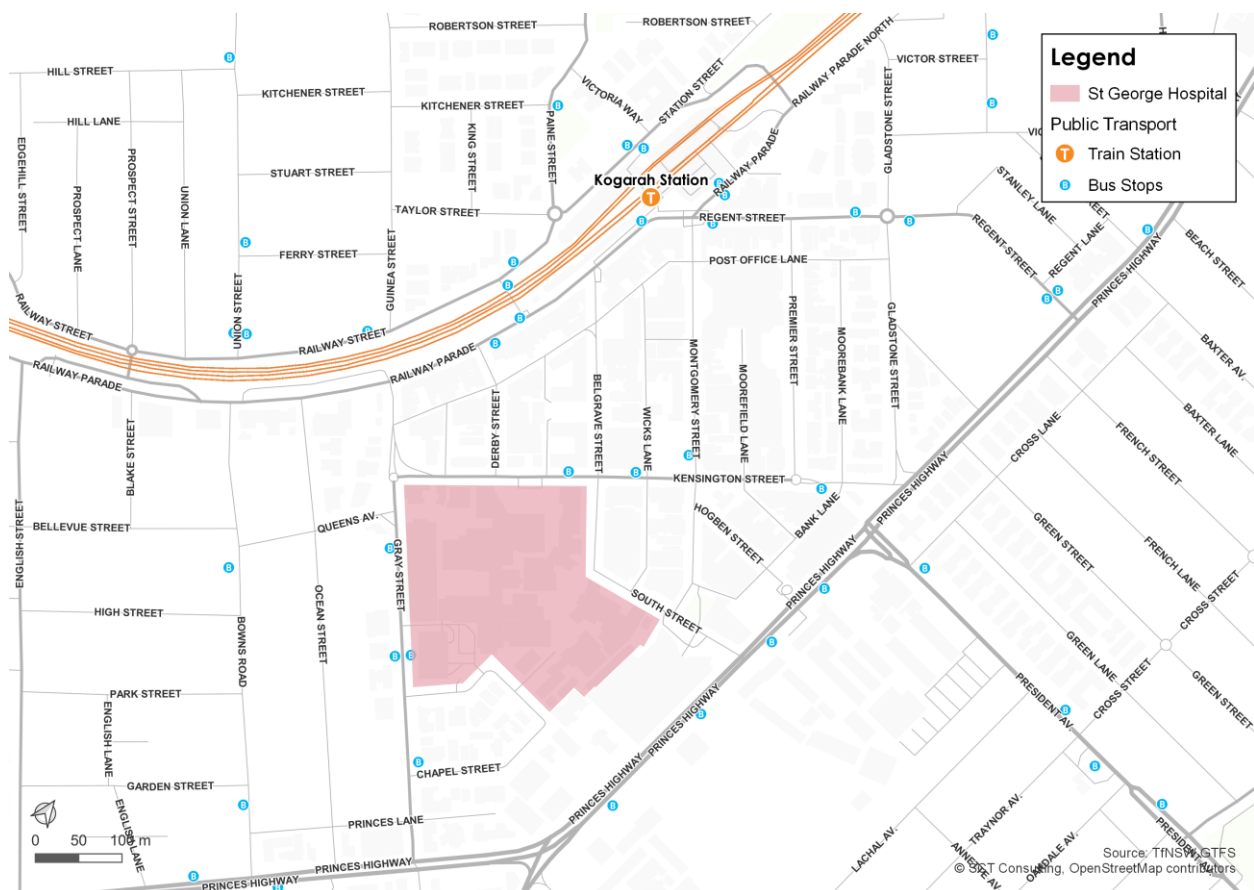 ROBERTSON STREET
ROBERTSON STREET
RAILWAY PARADE NORTH
VICTOR STREET
HILL STREET
KITCHENER STREET
KITCHENER STREET
VICTORIA WAY
STATION STREET
GLADSTONE STREET
HILL LANE
PAINE STREET
KING STREET
EDGEHILL STREET
PROSPECT LANE
PROSPECT STREET
UNION LANE
STUART STREET
Kogarah Station
T
RAILWAY PARADE
STANLEY LANE
TAYLOR STREET
REGENT STREET
REGENT STREET
REGENT LANE
BEACH STREET
PRINCES HIGHWAY
FERRY STREET
GUINEA STREET
UNION STREET
POST OFFICE LANE
RAILWAY STREET
RAILWAY STREET
RAILWAY PARADE
RAILWAY PARADE
PREMIER STREET
MOOREBANK LANE
GLADSTONE STREET
MONTGOMERY STREET
MOOREFIELD LANE
BAXTER AV.
BAXTER LANE
BELGRAVE STREET
WICKS LANE
DERBY STREET
CROSS LANE
FRENCH STREET
BLAKE STREET
KENSINGTON STREET
PRINCES HIGHWAY
BELLEVUE STREET
QUEENS AV.
HOGBEN STREET
BANK LANE
ENGLISH STREET
GRAY STREET
GREEN STREET
FRENCH LANE
PRINCES HIGHWAY
CROSS STREET
HIGH STREET
OCEAN STREET
BOWNS ROAD
SOUTH STREET
GREEN LANE
CROSS STREET
GREEN STREET
PARK STREET
ENGLISH LANE
PRESIDENT AV.
PRINCES HIGHWAY
CHAPEL STREET
GARDEN STREET
ENGLISH LANE
PRINCES LANE
PRINCES HIGHWAY
PRINCES HIGHWAY
PRINCES HIGHWAY
LACHAL AV.
TRAYNOR AV.
ANNETTE AV.
OAKDALE AV.
PRESIDENT AV.
Legend
St George Hospital
Public Transport
T Train Station
B Bus Stops
0 50 100 m
Source: TfNSW GTFS
© SCT Consulting, OpenStreetMap contributors